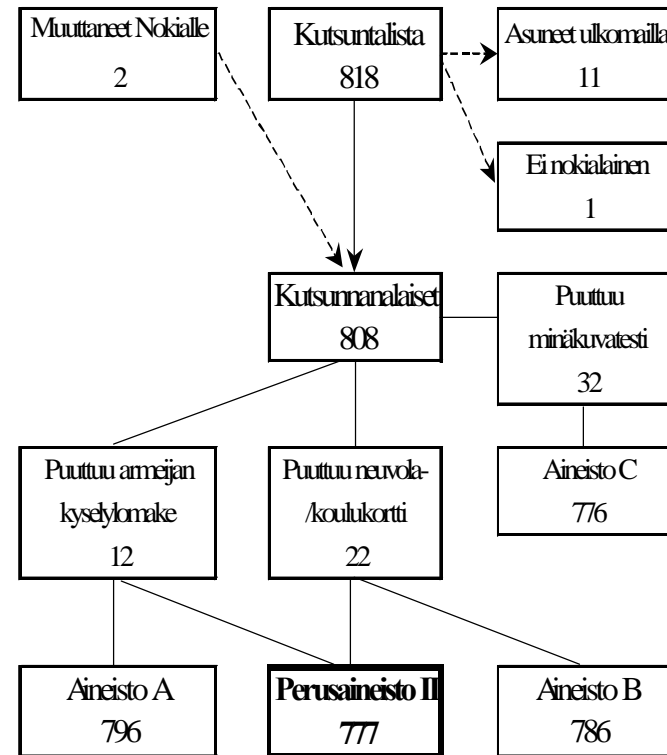 Muuttaneet Nokialle
2
Kutsuntalista
818
Asuneet ulkomailla
11
Ei nokialainen
1
Kutsunnanalaiset
808
Puuttuu
minäkuvatesti
32
Puuttuu armeijan
kyselylomake
12
Puuttuu neuvola-
/koulukortti
22
Aineisto C
776
Aineisto A
796
Perusaineisto II
777
Aineisto B
786